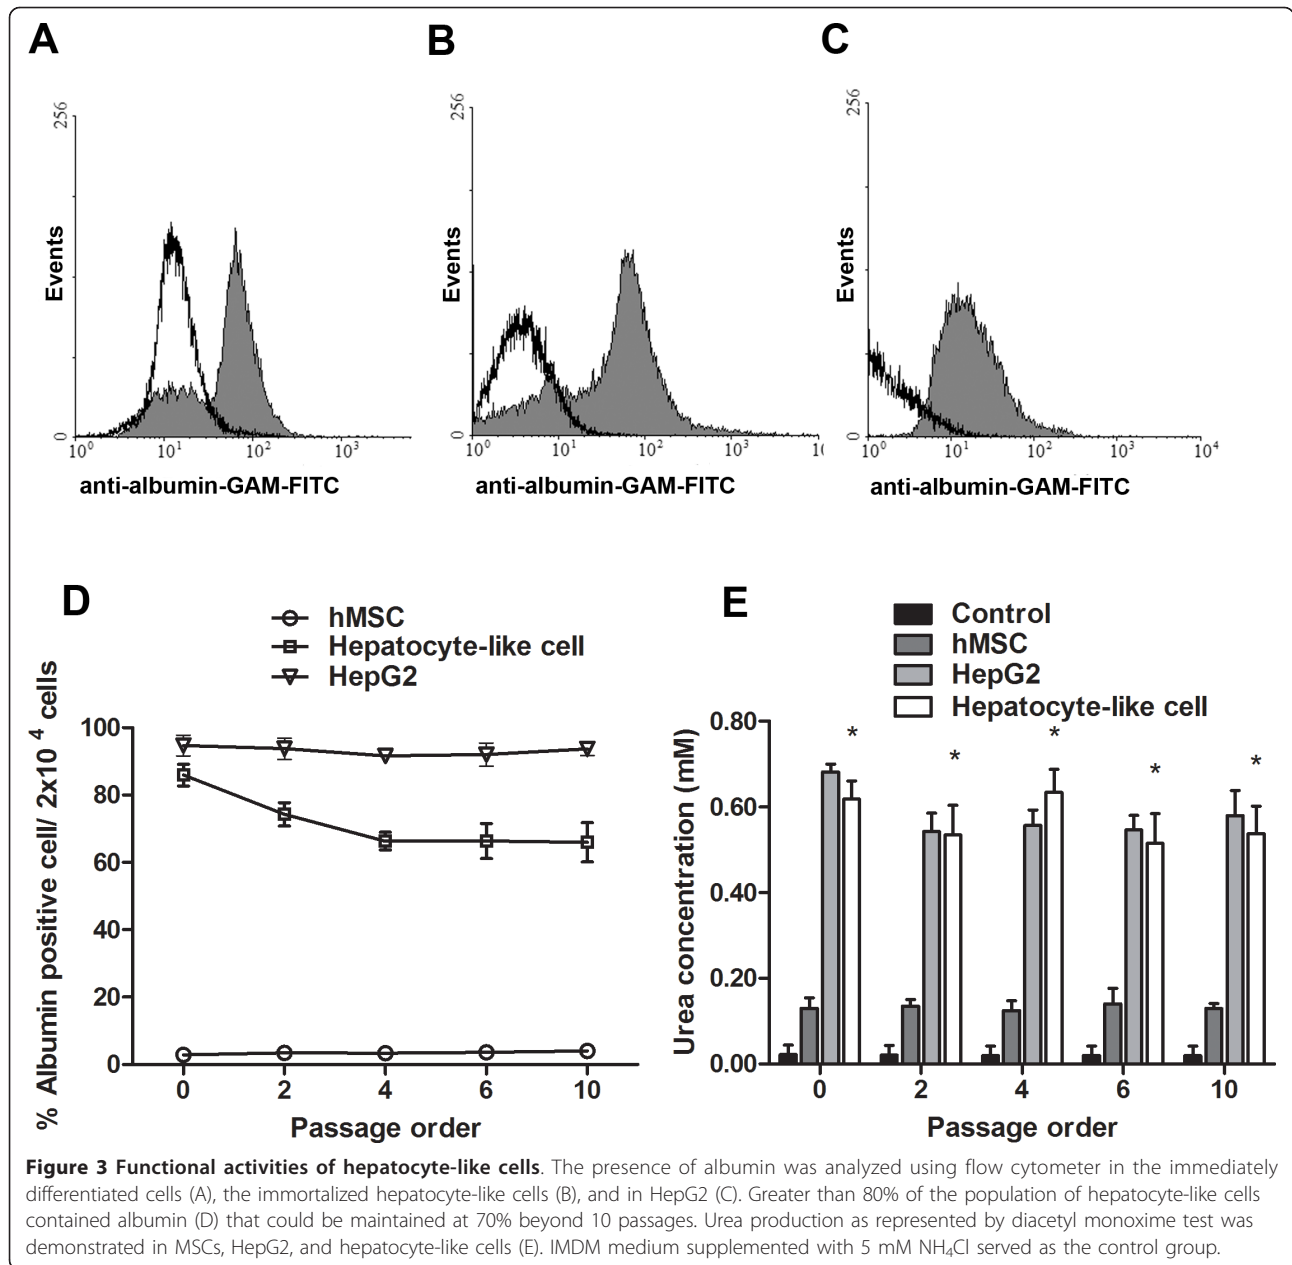 A
B
C
256
Events
0
10⁰ 10¹ 10² 10³
anti-albumin-GAM-FITC
256
Events
0
10⁰ 10¹ 10² 10³
anti-albumin-GAM-FITC
256
Events
0
10⁰ 10¹ 10² 10³ 10⁴
anti-albumin-GAM-FITC
D
hMSC
Hepatocyte-like cell
HepG2
% Albumin positive cell/ 2x10 ⁴ cells
100
80
60
40
20
0
0 2 4 6 10
Passage order
E
Control
hMSC
HepG2
Hepatocyte-like cell
Urea concentration (mM)
0.80
0.60
0.40
0.20
0.00
* * * * *
0 2 4 6 10
Passage order
Figure 3 Functional activities of hepatocyte-like cells. The presence of albumin was analyzed using flow cytometer in the immediately
differentiated cells (A), the immortalized hepatocyte-like cells (B), and in HepG2 (C). Greater than 80% of the population of hepatocyte-like cells
contained albumin (D) that could be maintained at 70% beyond 10 passages. Urea production as represented by diacetyl monoxime test was
demonstrated in MSCs, HepG2, and hepatocyte-like cells (E). IMDM medium supplemented with 5 mM NH₄Cl served as the control group.